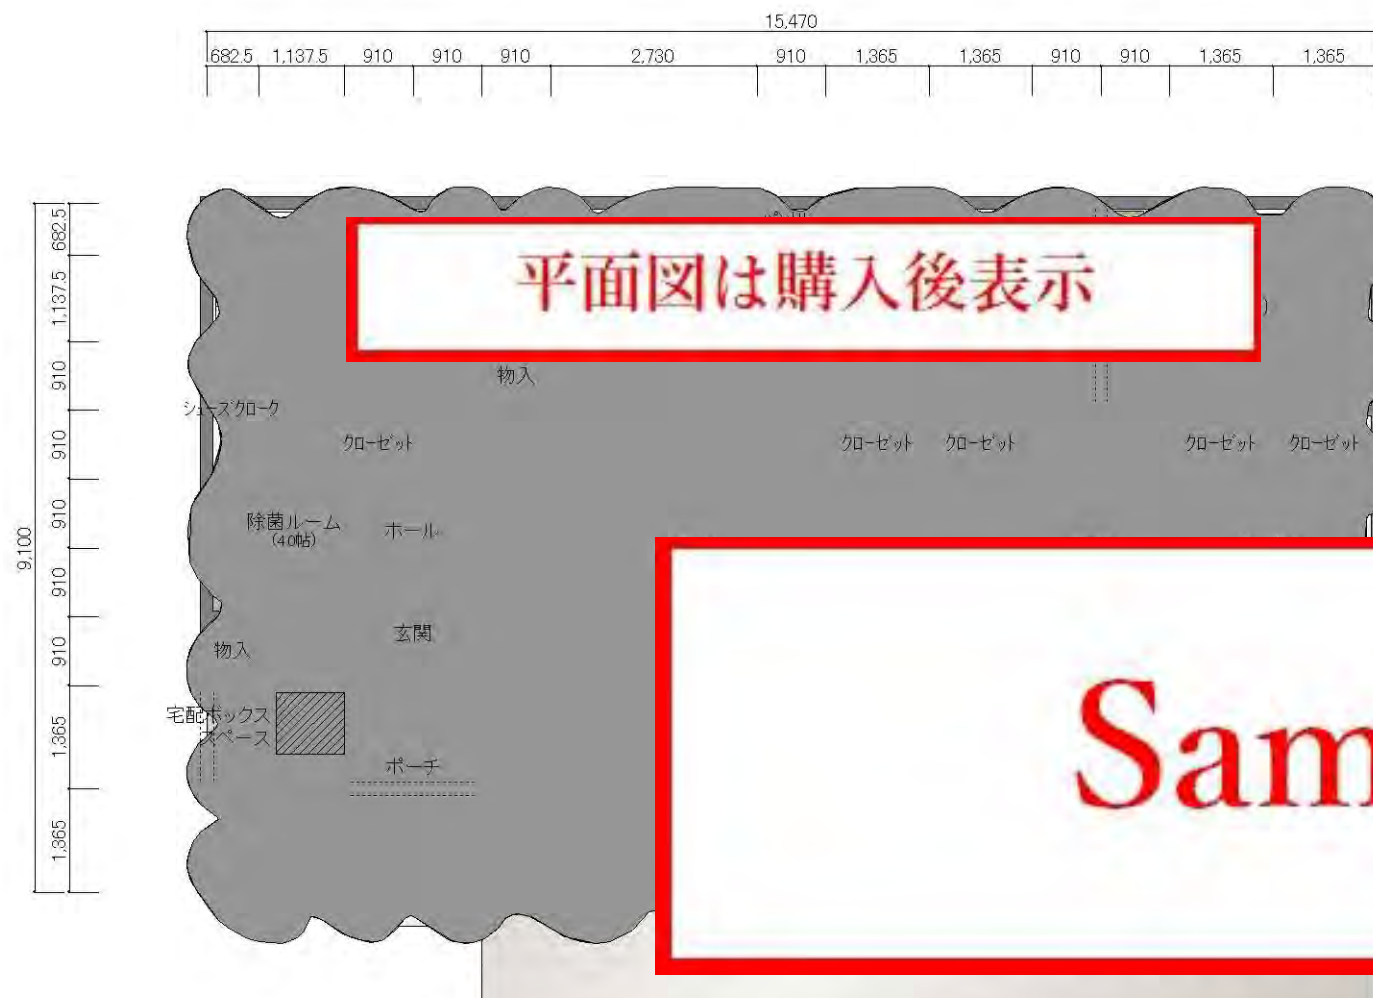 15,470
682.5 1,137.5 910 910 910 2,730 910 1,365 1,365 910 910 1,365 1,365
9,100
682.5
1,137.5
910
910
910
910
910
1,365
1,365
平面図は購入後表示
物入
シューズクローク
クローゼット
クローゼット
クローゼット
クローゼット
クローゼット
除菌ルーム
(4.0帖)
ホール
玄関
物入
宅配ボックス
スペース
ポーチ
Sam